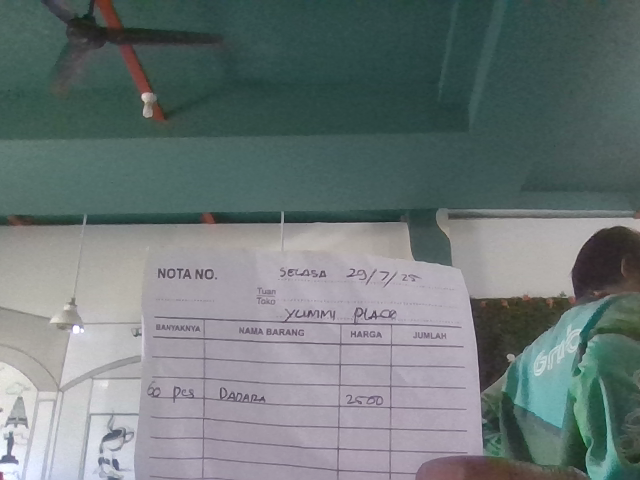 NOTA NO.
SELASA 29/7/25
Tuan
Toko
YUMMI PLACE
BANYAKNYA NAMA BARANG HARGA JUMLAH
60 pcs DADARA 2500
Grab